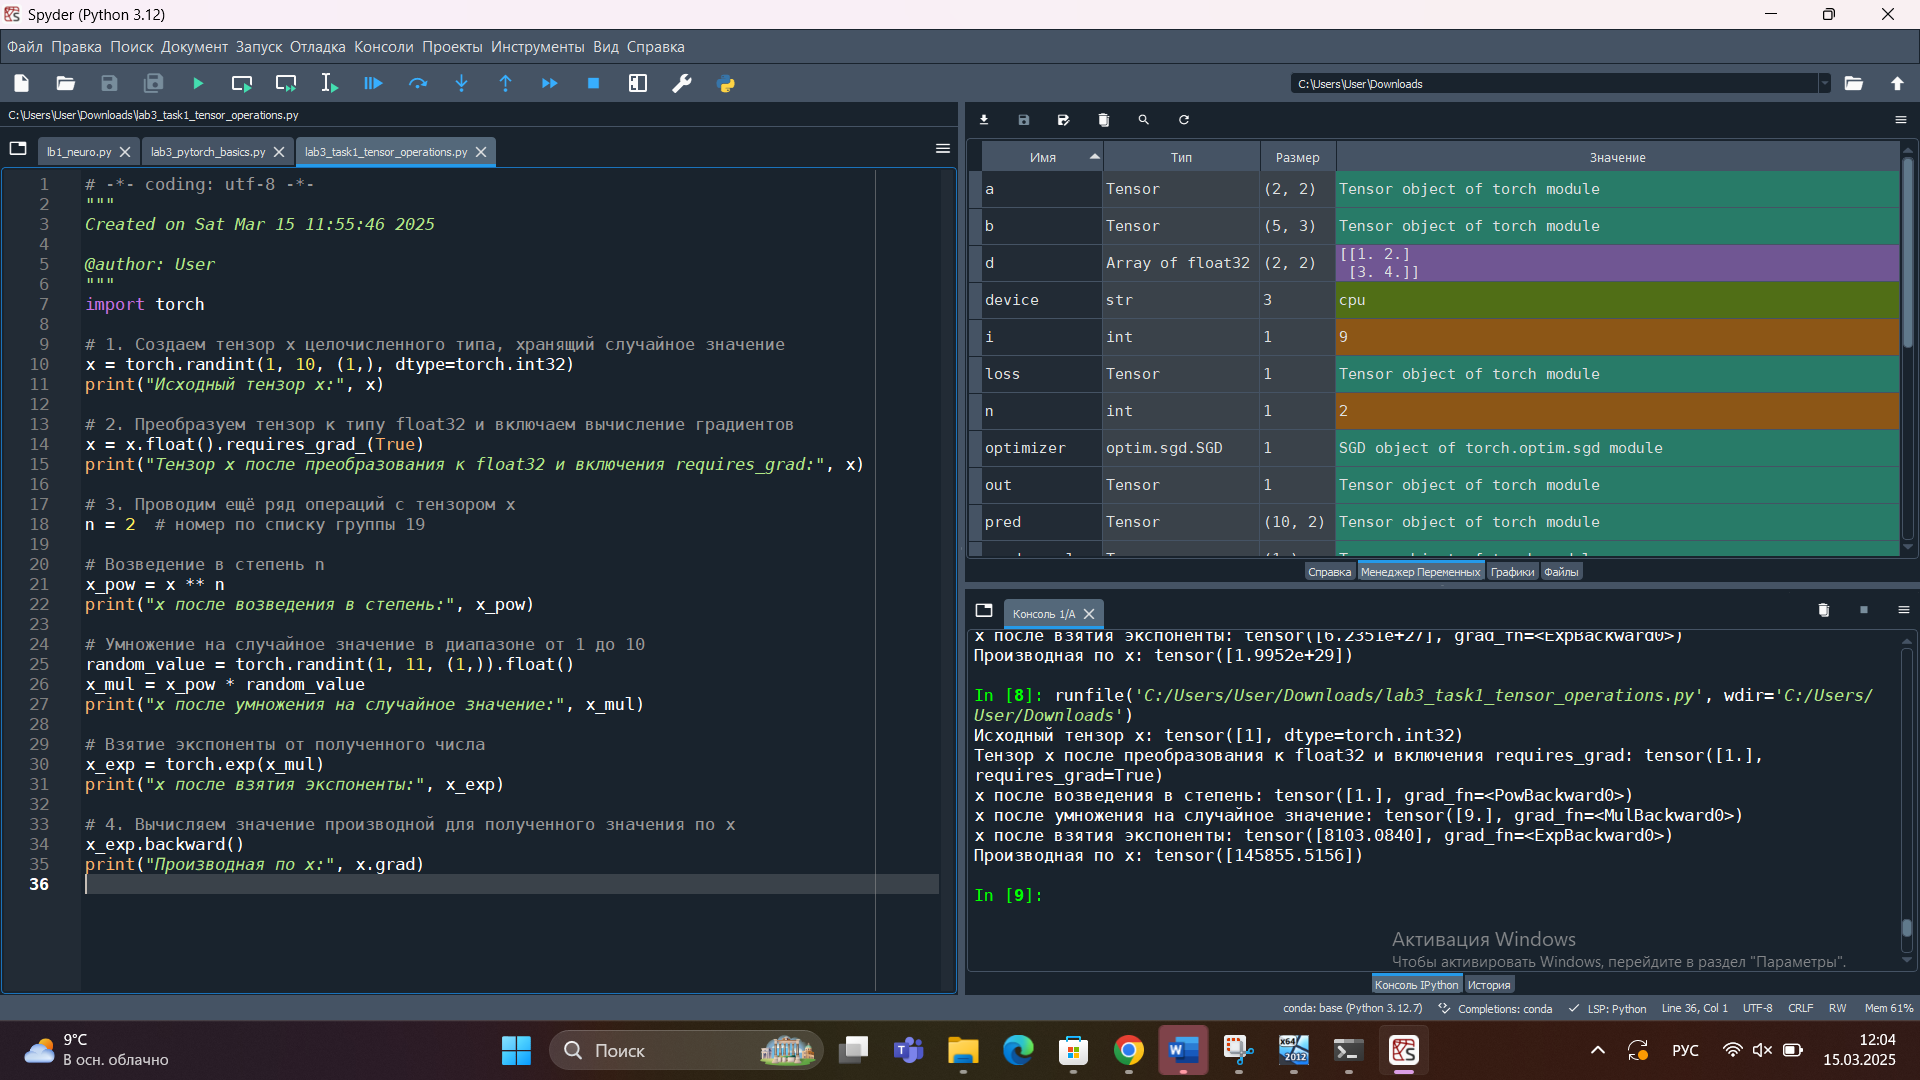 Spyder (Python 3.12)
Файл Правка Поиск Документ Запуск Отладка Консоли Проекты Инструменты Вид Справка
C:\Users\User\Downloads
C:\Users\User\Downloads\lab3_task1_tensor_operations.py
lb1_neuro.py lab3_pytorch_basics.py lab3_task1_tensor_operations.py
1 # -*- coding: utf-8 -*-
2 """
3 Created on Sat Mar 15 11:55:46 2025
4
5 @author: User
6 """
7 import torch
8
9 # 1. Создаем тензор x целочисленного типа, хранящий случайное значение
10 x = torch.randint(1, 10, (1,), dtype=torch.int32)
11 print("Исходный тензор x:", x)
12
13 # 2. Преобразуем тензор к типу float32 и включаем вычисление градиентов
14 x = x.float().requires_grad_(True)
15 print("Тензор x после преобразования к float32 и включения requires_grad:", x)
16
17 # 3. Проводим ещё ряд операций с тензором x
18 n = 2  # номер по списку группы 19
19
20 # Возведение в степень n
21 x_pow = x ** n
22 print("x после возведения в степень:", x_pow)
23
24 # Умножение на случайное значение в диапазоне от 1 до 10
25 random_value = torch.randint(1, 11, (1,)).float()
26 x_mul = x_pow * random_value
27 print("x после умножения на случайное значение:", x_mul)
28
29 # Взятие экспоненты от полученного числа
30 x_exp = torch.exp(x_mul)
31 print("x после взятия экспоненты:", x_exp)
32
33 # 4. Вычисляем значение производной для полученного значения по x
34 x_exp.backward()
35 print("Производная по x:", x.grad)
36
Имя Тип Размер Значение
a Tensor (2, 2) Tensor object of torch module
b Tensor (5, 3) Tensor object of torch module
d Array of float32 (2, 2) [[1. 2.]
[3. 4.]]
device str 3 cpu
i int 1 9
loss Tensor 1 Tensor object of torch module
n int 1 2
optimizer optim.sgd.SGD 1 SGD object of torch.optim.sgd module
out Tensor 1 Tensor object of torch module
pred Tensor (10, 2) Tensor object of torch module
Справка Менеджер Переменных Графики Файлы
Консоль 1/A
x после взятия экспоненты: tensor([6.2351e+27], grad_fn=<ExpBackward0>)
Производная по x: tensor([1.9952e+29])
In [8]: runfile('C:/Users/User/Downloads/lab3_task1_tensor_operations.py', wdir='C:/Users/
User/Downloads')
Исходный тензор x: tensor([1], dtype=torch.int32)
Тензор x после преобразования к float32 и включения requires_grad: tensor([1.],
requires_grad=True)
x после возведения в степень: tensor([1.], grad_fn=<PowBackward0>)
x после умножения на случайное значение: tensor([9.], grad_fn=<MulBackward0>)
x после взятия экспоненты: tensor([8103.0840], grad_fn=<ExpBackward0>)
Производная по x: tensor([145855.5156])
In [9]:
Активация Windows
Чтобы активировать Windows, перейдите в раздел "Параметры".
Консоль IPython История
conda: base (Python 3.12.7) Completions: conda LSP: Python Line 36, Col 1 UTF-8 CRLF RW Mem 61%
9°C
В осн. облачно
Поиск
x64
2012
РУС
12:04
15.03.2025